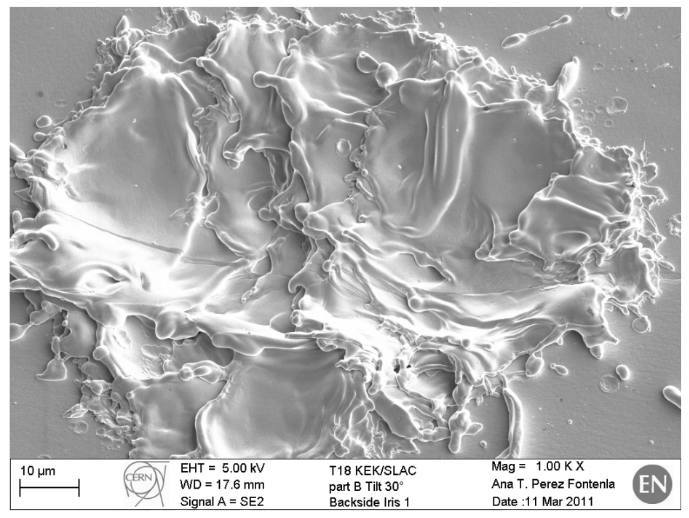 10 µm
CERN
EHT = 5.00 kV
WD = 17.6 mm
Signal A = SE2
T18 KEK/SLAC
part B Tilt 30°
Backside Iris 1
Mag = 1.00 K X
Ana T. Perez Fontenla
Date :11 Mar 2011
EN